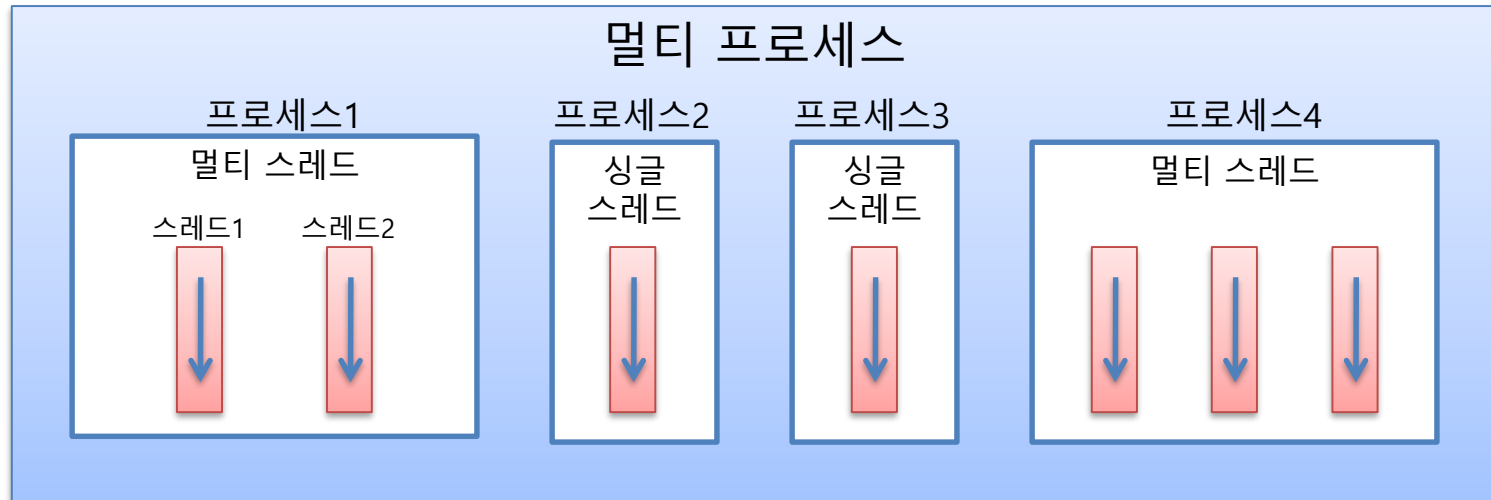 멀티 프로세스
프로세스1
멀티 스레드
스레드1
스레드2
프로세스2
싱글
스레드
프로세스3
싱글
스레드
프로세스4
멀티 스레드